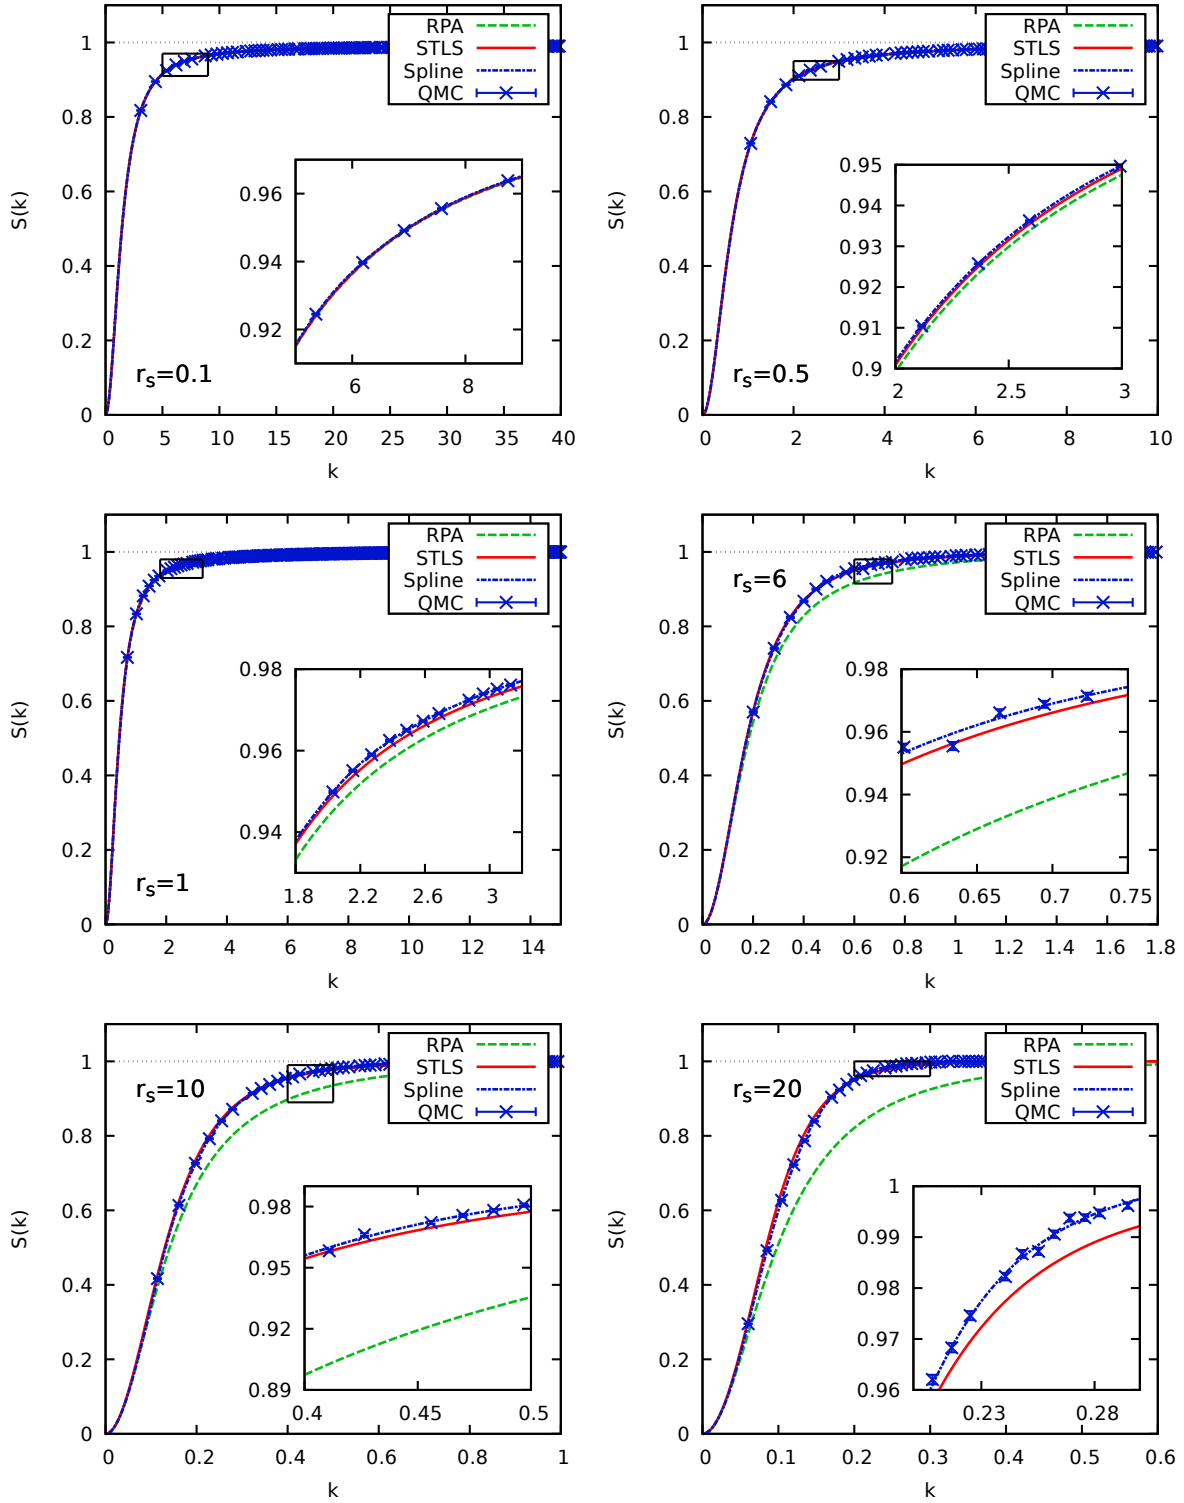 S(k)
1
0.8
0.6
0.4
0.2
0
RPA
STLS
Spline
QMC
0.96
0.94
0.92
6 8
r_s=0.1
0 5 10 15 20 25 30 35 40
k
S(k)
1
0.8
0.6
0.4
0.2
0
RPA
STLS
Spline
QMC
0.95
0.94
0.93
0.92
0.91
0.9
2 2.5 3
r_s=0.5
0 2 4 6 8 10
k
S(k)
1
0.8
0.6
0.4
0.2
0
RPA
STLS
Spline
QMC
0.98
0.96
0.94
1.8 2.2 2.6 3
r_s=1
0 2 4 6 8 10 12 14
k
S(k)
1
0.8
0.6
0.4
0.2
0
RPA
STLS
Spline
QMC
r_s=6
0.98
0.96
0.94
0.92
0.6 0.65 0.7 0.75
0 0.2 0.4 0.6 0.8 1 1.2 1.4 1.6 1.8
k
S(k)
1
0.8
0.6
0.4
0.2
0
RPA
STLS
Spline
QMC
r_s=10
0.98
0.95
0.92
0.89
0.4 0.45 0.5
0 0.2 0.4 0.6 0.8 1
k
S(k)
1
0.8
0.6
0.4
0.2
0
RPA
STLS
Spline
QMC
r_s=20
1
0.99
0.98
0.97
0.96
0.23 0.28
0 0.1 0.2 0.3 0.4 0.5 0.6
k